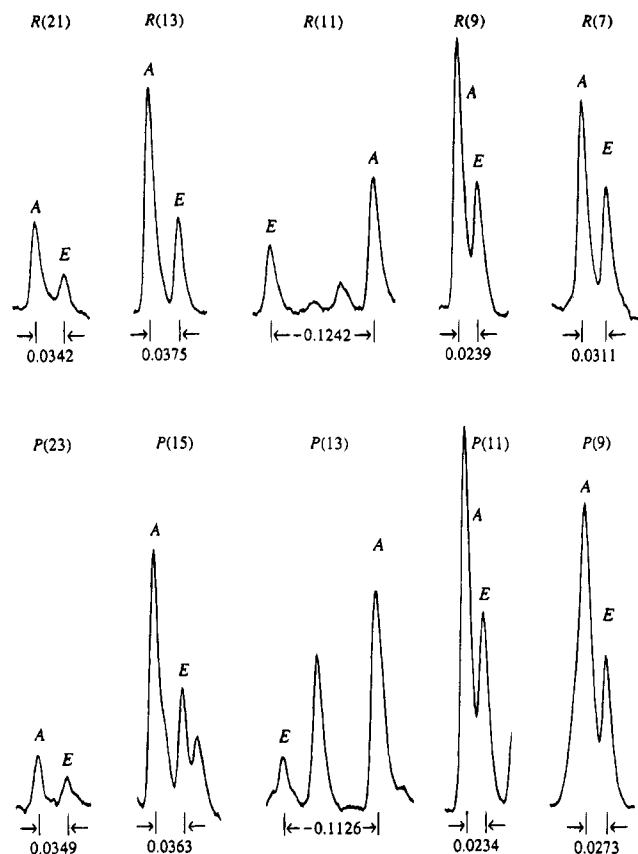 R(21) R(13) R(11) R(9) R(7)
A E
A E
E A
A E
A E
0.0342 0.0375 -0.1242 0.0239 0.0311
P(23) P(15) P(13) P(11) P(9)
A E
A E
E A
A E
A E
0.0349 0.0363 -0.1126 0.0234 0.0273